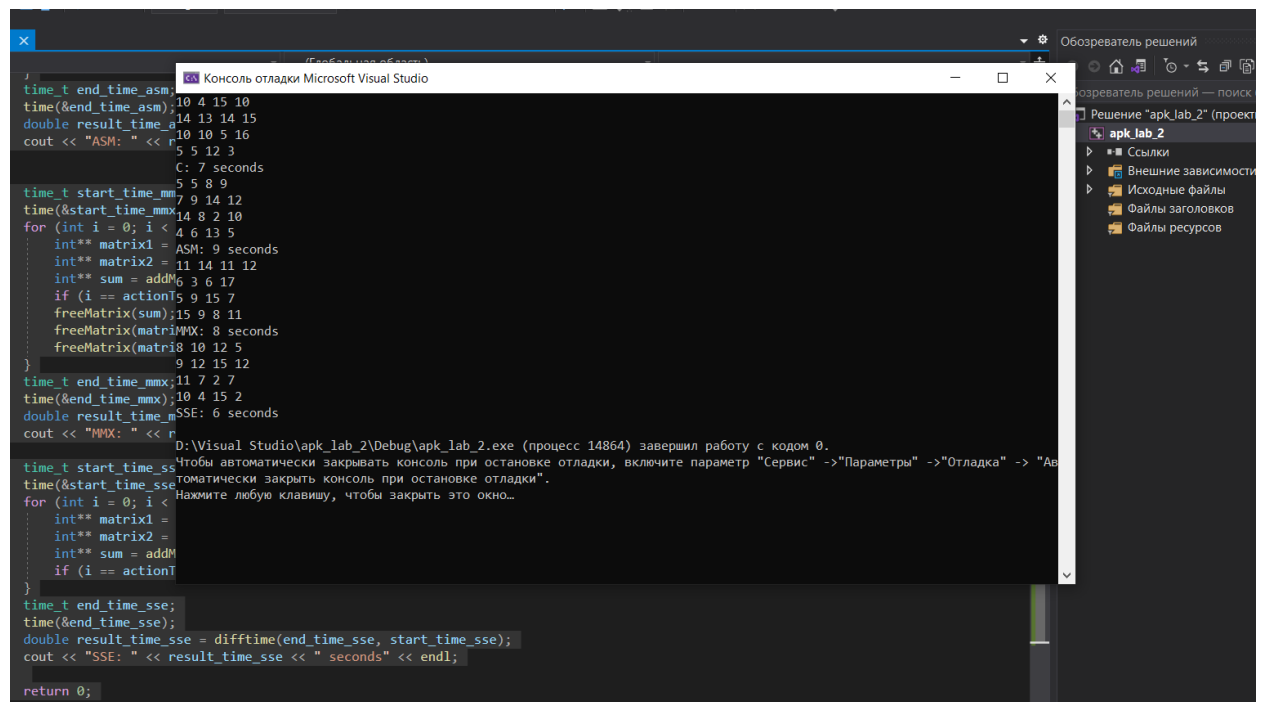 (Глобальная область)
Обозреватель решений
Консоль отладки Microsoft Visual Studio
}
time_t end_time_asm;
time(&end_time_asm);
double result_time_a
cout << "ASM: " << r
time_t start_time_mm
time(&start_time_mmx
for (int i = 0; i <
int** matrix1 =
int** matrix2 =
int** sum = addM
if (i == actionT
freeMatrix(sum);
freeMatrix(matri
freeMatrix(matri
}
time_t end_time_mmx;
time(&end_time_mmx);
double result_time_m
cout << "MMX: " << r
time_t start_time_ss
time(&start_time_sse
for (int i = 0; i <
int** matrix1 =
int** matrix2 =
int** sum = addM
if (i == actionT
}
time_t end_time_sse;
time(&end_time_sse);
double result_time_sse = difftime(end_time_sse, start_time_sse);
cout << "SSE: " << result_time_sse << " seconds" << endl;
return 0;
10 4 15 10
14 13 14 15
10 10 5 16
5 5 12 3
C: 7 seconds
5 5 8 9
7 9 14 12
14 8 2 10
4 6 13 5
ASM: 9 seconds
11 14 11 12
6 3 6 17
5 9 15 7
15 9 8 11
MMX: 8 seconds
8 10 12 5
9 12 15 12
11 7 2 7
10 4 15 2
SSE: 6 seconds
D:\Visual Studio\apk_lab_2\Debug\apk_lab_2.exe (процесс 14864) завершил работу с кодом 0.
Чтобы автоматически закрывать консоль при остановке отладки, включите параметр "Сервис" ->"Параметры" ->"Отладка" -> "Ав
томатически закрыть консоль при остановке отладки".
Нажмите любую клавишу, чтобы закрыть это окно…
озреватель решений — поиск
Решение "apk_lab_2" (проект
apk_lab_2
Ссылки
Внешние зависимости
Исходные файлы
Файлы заголовков
Файлы ресурсов